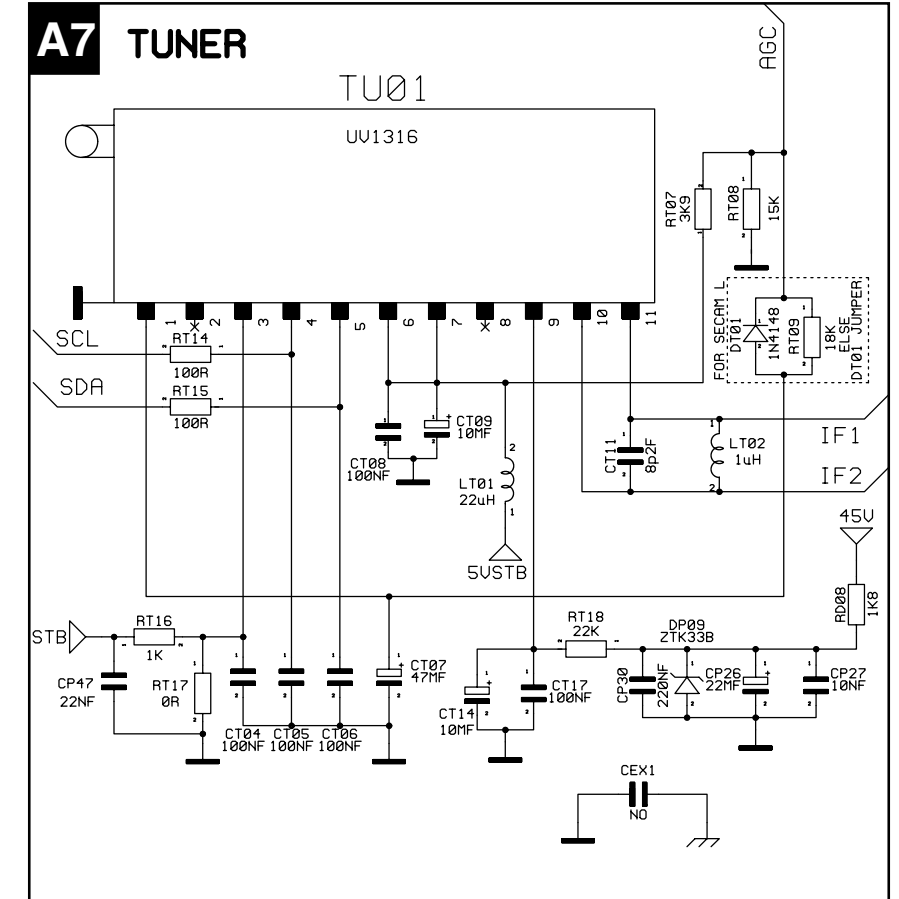 A7 TUNER
AGC
TU01
UV1316
1 2 3 4 5 6 7 8 9 10 11
RT07
3K9
RT08
15K
SCL
RT14
100R
SDA
RT15
100R
FOR SECAM L
DT01
1N4148
RT09
18K
ELSE
DT01 JUMPER
CT08
100NF
CT09
10MF
LT01
22uH
5VSTB
CT11
8p2F
LT02
1uH
IF1
IF2
45V
RD08
1K8
STB
RT16
1K
CP47
22NF
RT17
0R
CT04
100NF
CT05
100NF
CT06
100NF
CT07
47MF
CT14
10MF
CT17
100NF
RT18
22K
DP09
ZTK33B
CP30
220NF
CP26
22MF
CP27
10NF
CEX1
NO